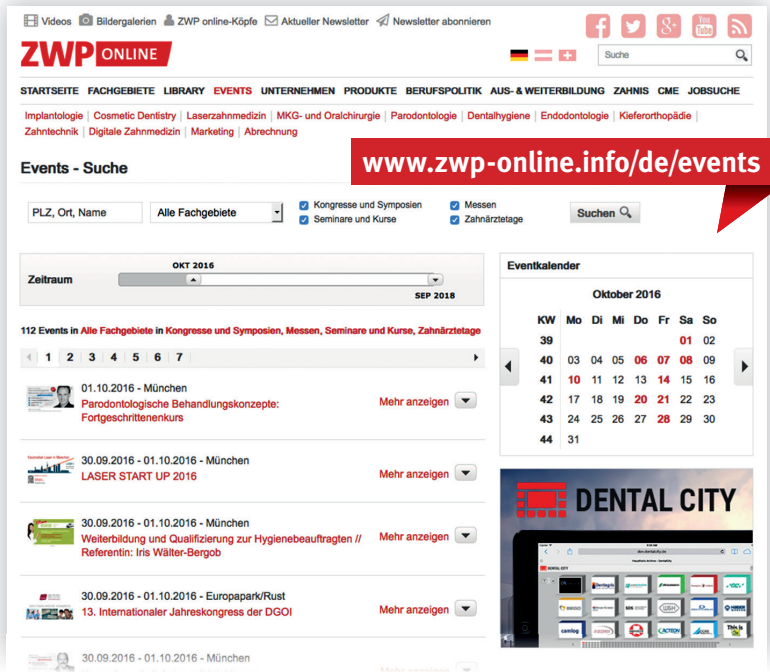 Videos Bildergalerien ZWP online-Köpfe Aktueller Newsletter Newsletter abonnieren
ZWP ONLINE
You Tube
Suche
STARTSEITE FACHGEBIETE LIBRARY EVENTS UNTERNEHMEN PRODUKTE BERUFSPOLITIK AUS- & WEITERBILDUNG ZAHNIS CME JOBSUCHE
Implantologie | Cosmetic Dentistry | Laserzahnmedizin | MKG- und Oralchirurgie | Parodontologie | Dentalhygiene | Endodontologie | Kieferorthopädie |
Zahntechnik | Digitale Zahnmedizin | Marketing | Abrechnung
www.zwp-online.info/de/events
Events - Suche
PLZ, Ort, Name
Alle Fachgebiete
Kongresse und Symposien
Messen
Seminare und Kurse
Zahnärztetage
Suchen
Zeitraum
OKT 2016
SEP 2018
112 Events in Alle Fachgebiete in Kongresse und Symposien, Messen, Seminare und Kurse, Zahnärztetage
1 2 3 4 5 6 7
01.10.2016 - München
Parodontologische Behandlungskonzepte:
Fortgeschrittenenkurs
Mehr anzeigen
30.09.2016 - 01.10.2016 - München
LASER START UP 2016
Mehr anzeigen
30.09.2016 - 01.10.2016 - München
Weiterbildung und Qualifizierung zur Hygienebeauftragten //
Referentin: Iris Wälter-Bergob
Mehr anzeigen
30.09.2016 - 01.10.2016 - Europapark/Rust
13. Internationaler Jahreskongress der DGOI
Mehr anzeigen
30.09.2016 - 01.10.2016 - München
Mehr anzeigen
Eventkalender
Oktober 2016
KW Mo Di Mi Do Fr Sa So
39 01 02
40 03 04 05 06 07 08 09
41 10 11 12 13 14 15 16
42 17 18 19 20 21 22 23
43 24 25 26 27 28 29 30
44 31
DENTAL CITY
DENTAL CITY
camlog
ACTEON
This is